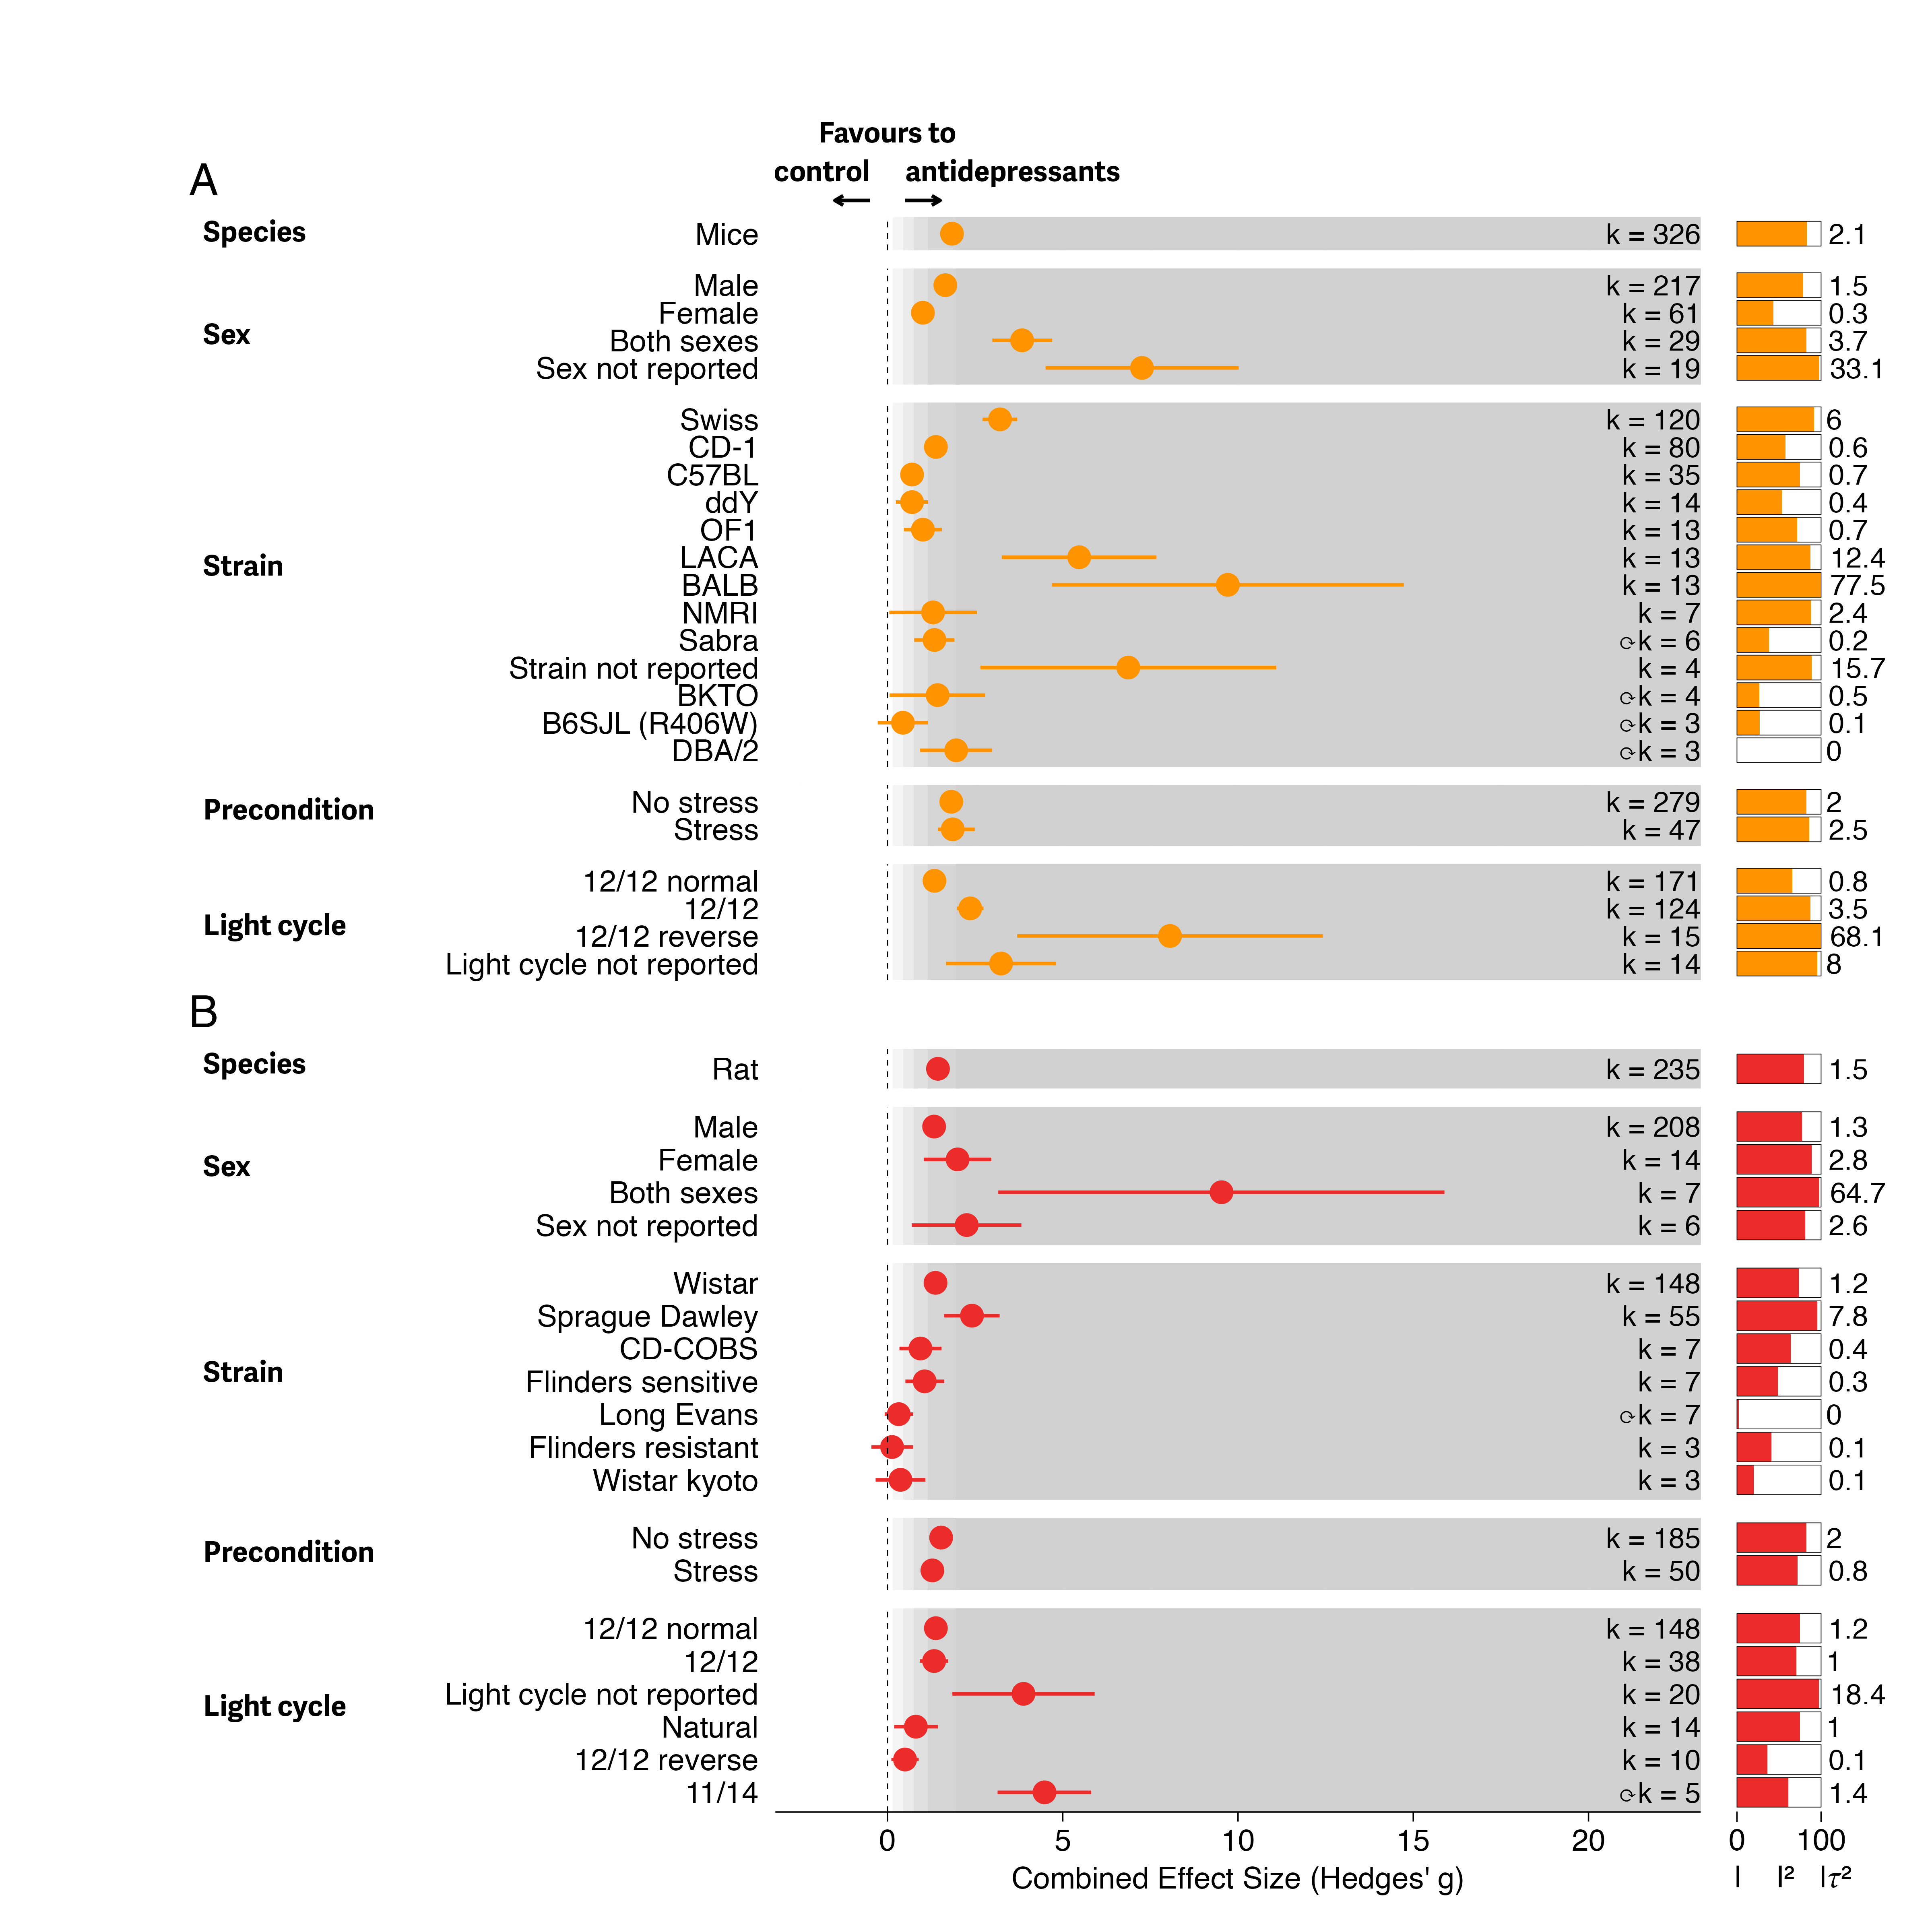 Favours to
control antidepressants
A
Species Mice k = 326 2.1
Male k = 217 1.5
Sex Female k = 61 0.3
Both sexes k = 29 3.7
Sex not reported k = 19 33.1
Swiss k = 120 6
CD-1 k = 80 0.6
C57BL k = 35 0.7
ddY k = 14 0.4
OF1 k = 13 0.7
Strain LACA k = 13 12.4
BALB k = 13 77.5
NMRI k = 7 2.4
Sabra ⟳k = 6 0.2
Strain not reported k = 4 15.7
BKTO ⟳k = 4 0.5
B6SJL (R406W) ⟳k = 3 0.1
DBA/2 ⟳k = 3 0
Precondition No stress k = 279 2
Stress k = 47 2.5
12/12 normal k = 171 0.8
Light cycle 12/12 k = 124 3.5
12/12 reverse k = 15 68.1
Light cycle not reported k = 14 8
B
Species Rat k = 235 1.5
Male k = 208 1.3
Sex Female k = 14 2.8
Both sexes k = 7 64.7
Sex not reported k = 6 2.6
Wistar k = 148 1.2
Sprague Dawley k = 55 7.8
CD-COBS k = 7 0.4
Strain Flinders sensitive k = 7 0.3
Long Evans ⟳k = 7 0
Flinders resistant k = 3 0.1
Wistar kyoto k = 3 0.1
Precondition No stress k = 185 2
Stress k = 50 0.8
12/12 normal k = 148 1.2
12/12 k = 38 1
Light cycle Light cycle not reported k = 20 18.4
Natural k = 14 1
12/12 reverse k = 10 0.1
11/14 ⟳k = 5 1.4
0 5 10 15 20 0 100
Combined Effect Size (Hedges' g) I² τ²